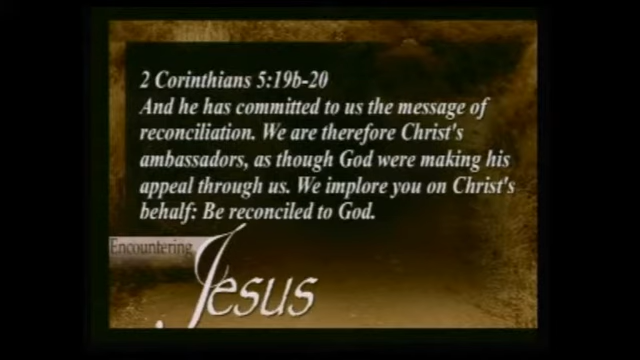 2 Corinthians 5:19b-20
And he has committed to us the message of
reconciliation. We are therefore Christ's
ambassadors, as though God were making his
appeal through us. We implore you on Christ's
behalf: Be reconciled to God.
Encountering
Jesus